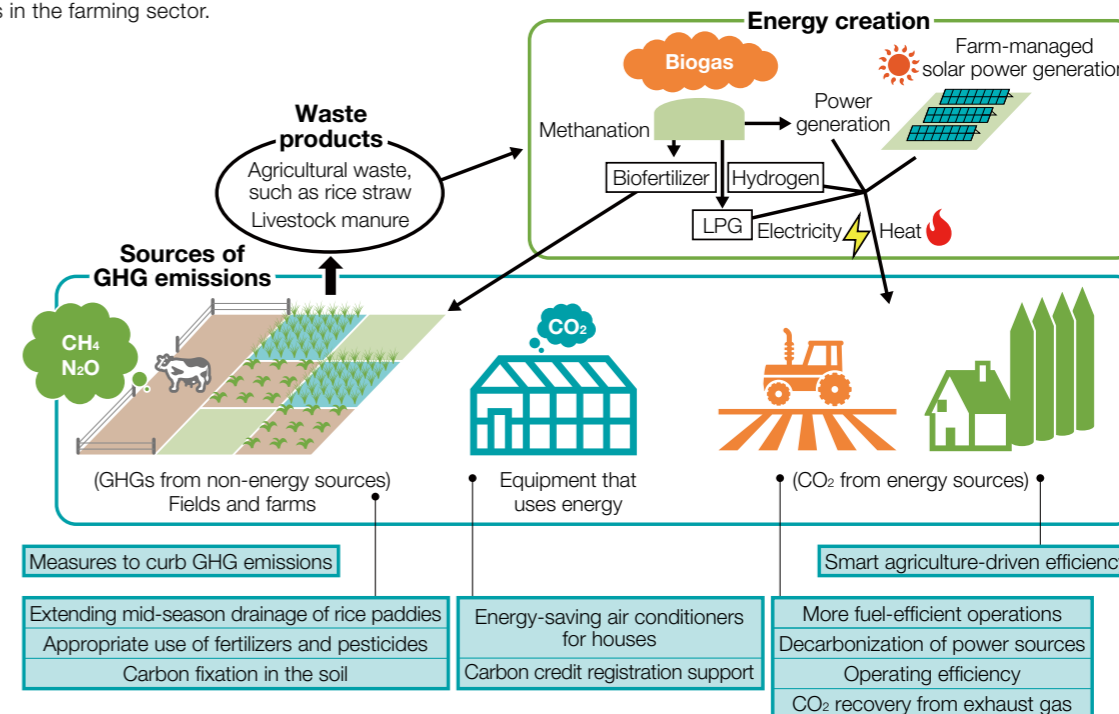 s in the farming sector.
Energy creation
Biogas
Farm-managed
solar power generation
Methanation
Power
generation
Biofertilizer
Hydrogen
LPG
Electricity
Heat
Waste
products
Agricultural waste,
such as rice straw
Livestock manure
Sources of
GHG emissions
CH4
N2O
CO2
(GHGs from non-energy sources)
Fields and farms
Equipment that
uses energy
(CO2 from energy sources)
Measures to curb GHG emissions
Smart agriculture-driven efficiency
Extending mid-season drainage of rice paddies
Appropriate use of fertilizers and pesticides
Carbon fixation in the soil
Energy-saving air conditioners
for houses
Carbon credit registration support
More fuel-efficient operations
Decarbonization of power sources
Operating efficiency
CO2 recovery from exhaust gas